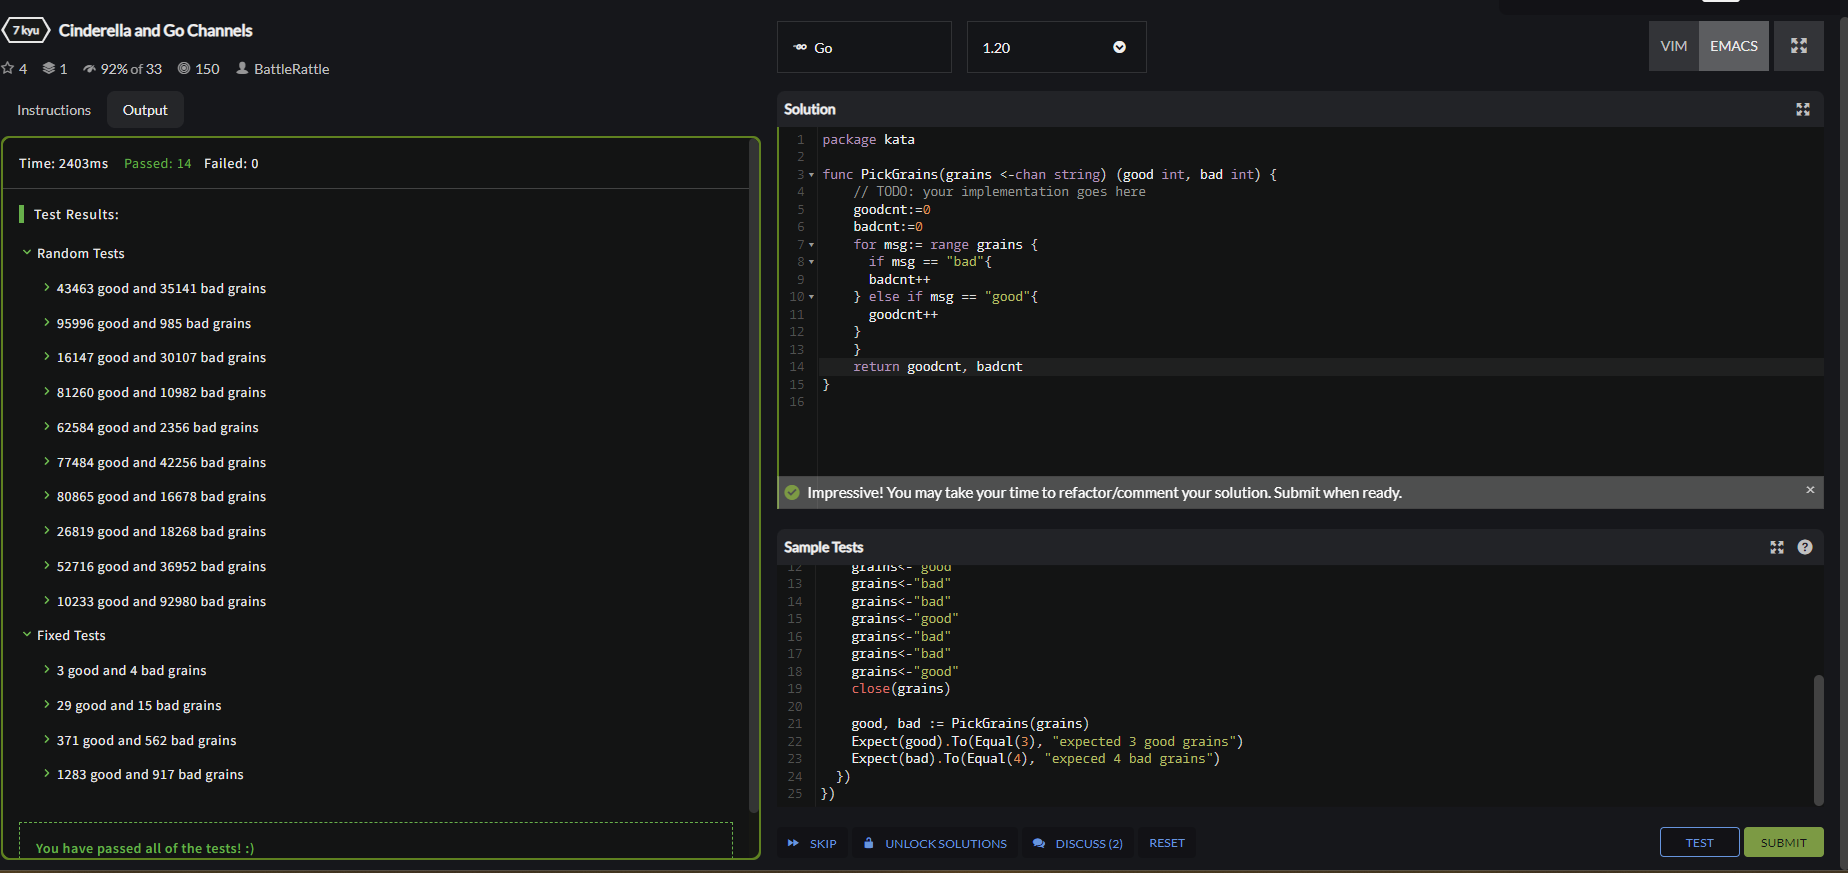 7 kyu Cinderella and Go Channels
4 1 92% of 33 150 BattleRattle
Instructions Output
Time: 2403ms Passed: 14 Failed: 0
Test Results:
Random Tests
43463 good and 35141 bad grains
95996 good and 985 bad grains
16147 good and 30107 bad grains
81260 good and 10982 bad grains
62584 good and 2356 bad grains
77484 good and 42256 bad grains
80865 good and 16678 bad grains
26819 good and 18268 bad grains
52716 good and 36952 bad grains
10233 good and 92980 bad grains
Fixed Tests
3 good and 4 bad grains
29 good and 15 bad grains
371 good and 562 bad grains
1283 good and 917 bad grains
You have passed all of the tests! :)
Go 1.20 VIM EMACS
Solution
1 package kata
2
3 func PickGrains(grains <-chan string) (good int, bad int) {
4 // TODO: your implementation goes here
5 goodcnt:=0
6 badcnt:=0
7 for msg:= range grains {
8 if msg == "bad"{
9 badcnt++
10 } else if msg == "good"{
11 goodcnt++
12 }
13 }
14 return goodcnt, badcnt
15 }
16
Impressive! You may take your time to refactor/comment your solution. Submit when ready. ×
Sample Tests ?
12 grains<-"good"
13 grains<-"bad"
14 grains<-"bad"
15 grains<-"good"
16 grains<-"bad"
17 grains<-"bad"
18 grains<-"good"
19 close(grains)
20
21 good, bad := PickGrains(grains)
22 Expect(good).To(Equal(3), "expected 3 good grains")
23 Expect(bad).To(Equal(4), "expeced 4 bad grains")
24 })
25 })
SKIP UNLOCK SOLUTIONS DISCUSS (2) RESET TEST SUBMIT